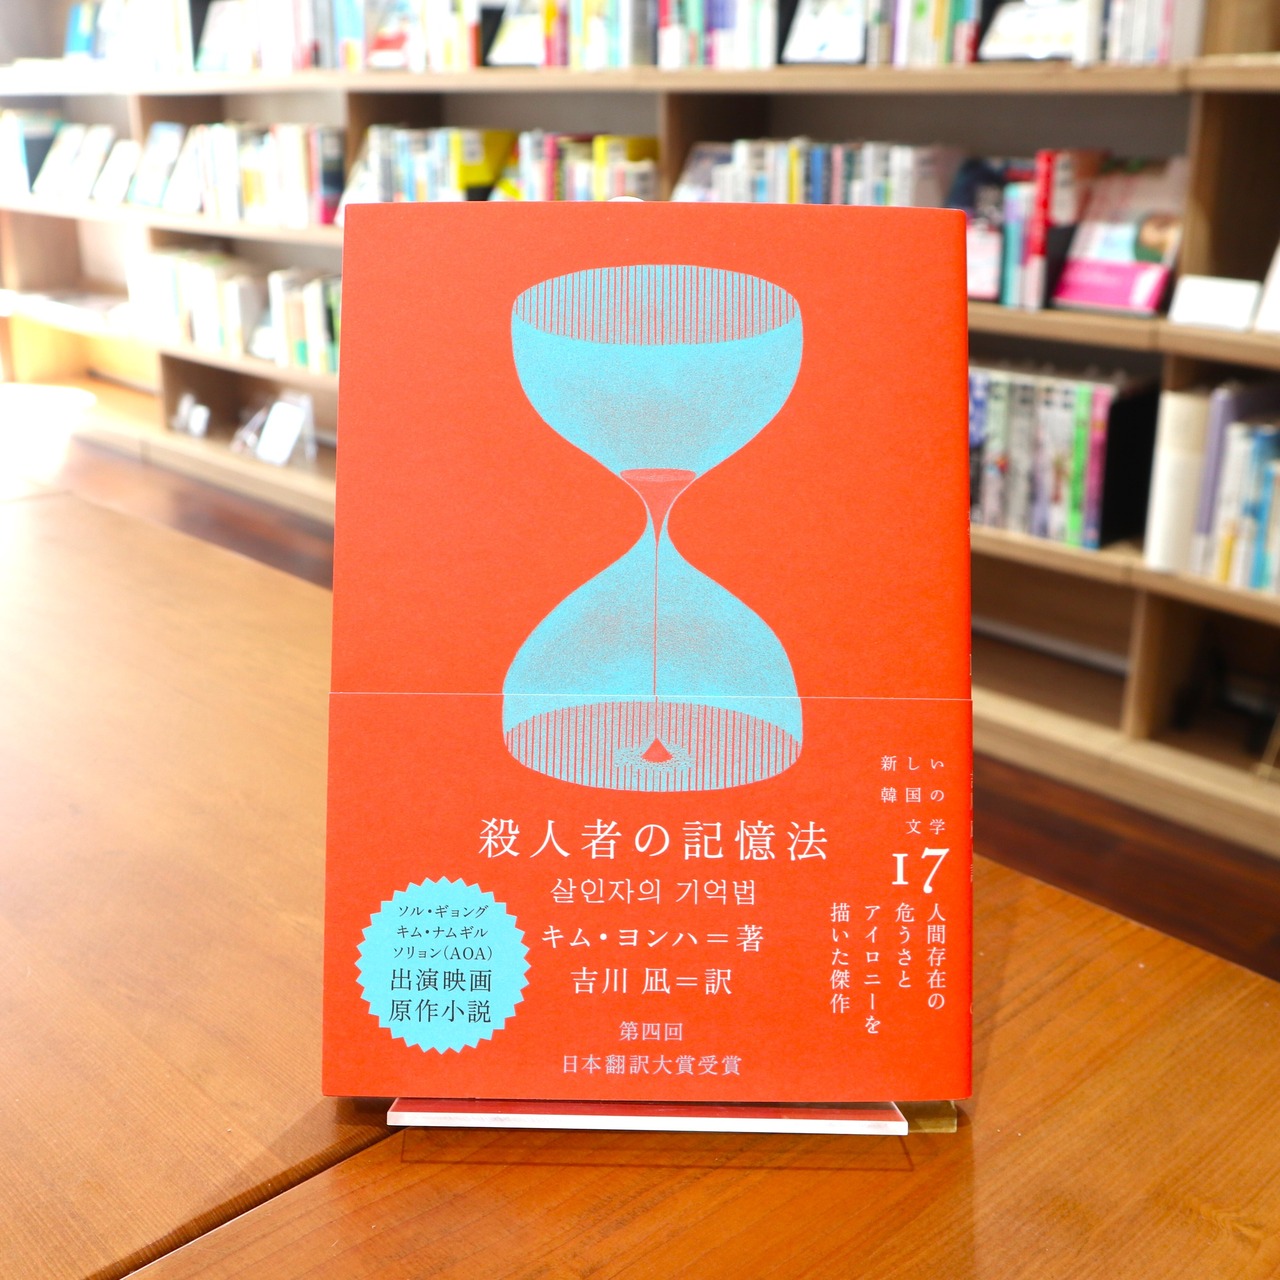 新しい
韓国の
文学
17
人間存在の
危うさと
アイロニーを
描いた傑作
殺人者の記憶法
살인자의 기억법
キム・ヨンハ=著
吉川 凪=訳
第四回
日本翻訳大賞受賞
ソル・ギョング
キム・ナムギル
ソリョン(AOA)
出演映画
原作小説